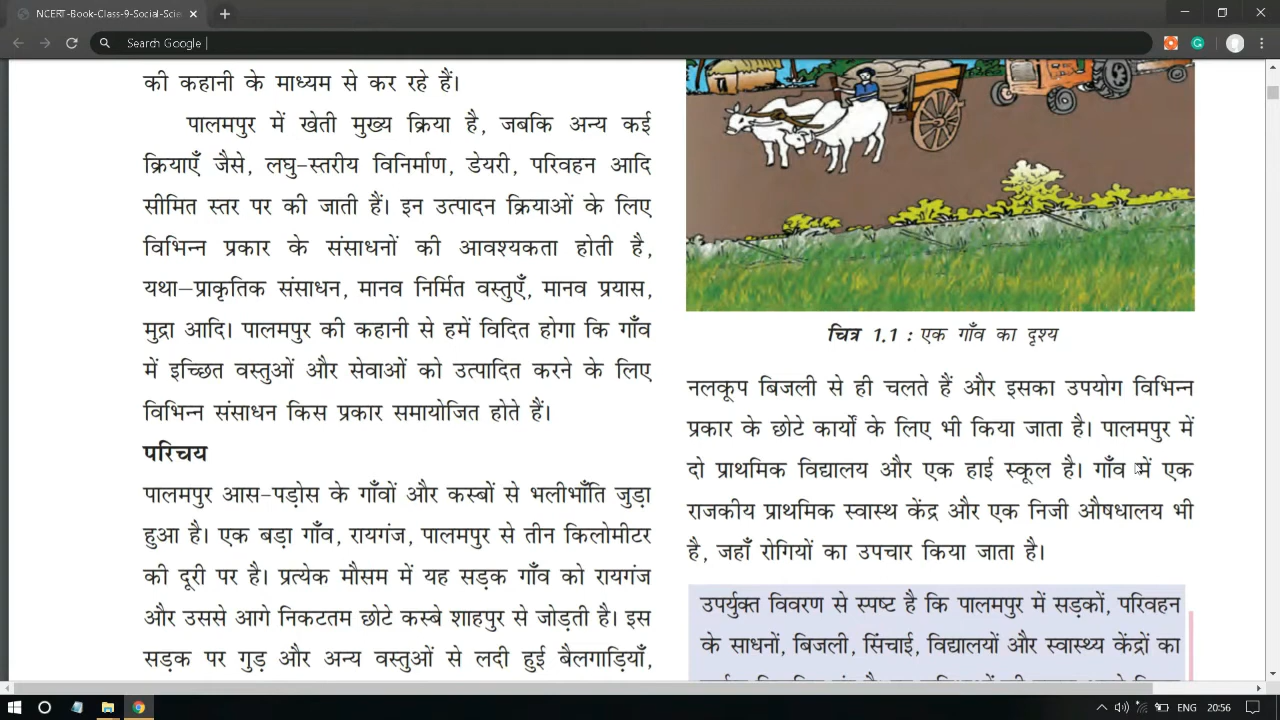 NCERT-Book-Class-9-Social-Scie
Search Google
की कहानी के माध्यम से कर रहे हैं।
पालमपुर में खेती मुख्य क्रिया है, जबकि अन्य कई
क्रियाएँ जैसे, लघु-स्तरीय विनिर्माण, डेयरी, परिवहन आदि
सीमित स्तर पर की जाती हैं। इन उत्पादन क्रियाओं के लिए
विभिन्न प्रकार के संसाधनों की आवश्यकता होती है,
यथा–प्राकृतिक संसाधन, मानव निर्मित वस्तुएँ, मानव प्रयास,
मुद्रा आदि। पालमपुर की कहानी से हमें विदित होगा कि गाँव
में इच्छित वस्तुओं और सेवाओं को उत्पादित करने के लिए
विभिन्न संसाधन किस प्रकार समायोजित होते हैं।
परिचय
पालमपुर आस-पड़ोस के गाँवों और कस्बों से भलीभाँति जुड़ा
हुआ है। एक बड़ा गाँव, रायगंज, पालमपुर से तीन किलोमीटर
की दूरी पर है। प्रत्येक मौसम में यह सड़क गाँव को रायगंज
और उससे आगे निकटतम छोटे कस्बे शाहपुर से जोड़ती है। इस
सड़क पर गुड़ और अन्य वस्तुओं से लदी हुई बैलगाड़ियाँ,
चित्र 1.1 : एक गाँव का दृश्य
नलकूप बिजली से ही चलते हैं और इसका उपयोग विभिन्न
प्रकार के छोटे कार्यों के लिए भी किया जाता है। पालमपुर में
दो प्राथमिक विद्यालय और एक हाई स्कूल है। गाँव में एक
राजकीय प्राथमिक स्वास्थ केंद्र और एक निजी औषधालय भी
है, जहाँ रोगियों का उपचार किया जाता है।
उपर्युक्त विवरण से स्पष्ट है कि पालमपुर में सड़कों, परिवहन
के साधनों, बिजली, सिंचाई, विद्यालयों और स्वास्थ्य केंद्रों का
ENG
20:56